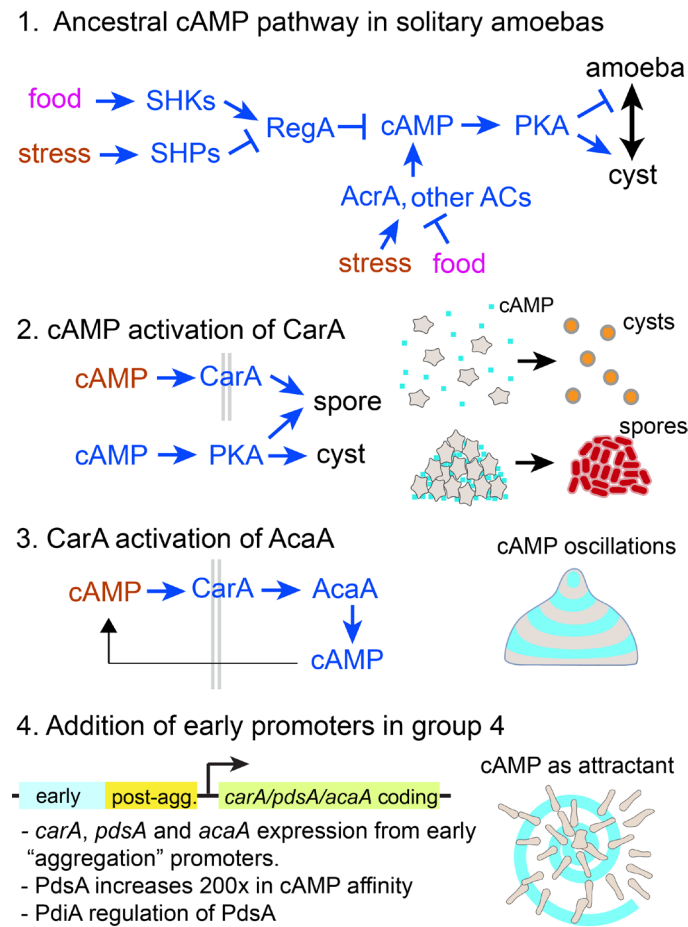 1. Ancestral cAMP pathway in solitary amoebas
amoeba
food SHKs
RegA cAMP PKA
stress SHPs
cyst
AcrA, other ACs
stress food
2. cAMP activation of CarA
cAMP CarA
spore
cAMP PKA cyst
cAMP
cysts
spores
3. CarA activation of AcaA
cAMP CarA AcaA
cAMP
cAMP oscillations
4. Addition of early promoters in group 4
early post-agg. carA/pdsA/acaA coding
- carA, pdsA and acaA expression from early
“aggregation” promoters.
- PdsA increases 200x in cAMP affinity
- PdiA regulation of PdsA
cAMP as attractant